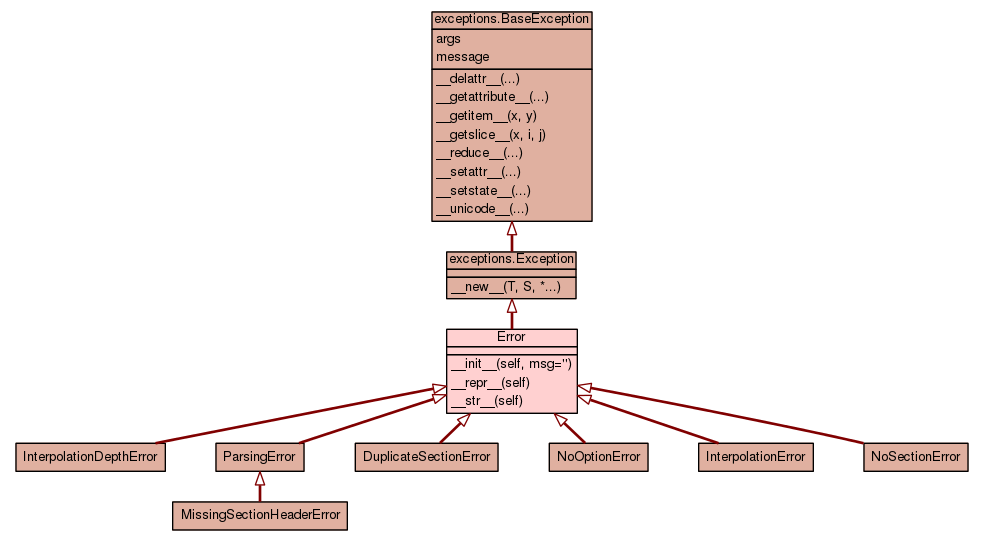 exceptions.BaseException
args
message
__delattr__(...)
__getattribute__(...)
__getitem__(x, y)
__getslice__(x, i, j)
__reduce__(...)
__setattr__(...)
__setstate__(...)
__unicode__(...)
exceptions.Exception
__new__(T, S, *...)
Error
__init__(self, msg='')
__repr__(self)
__str__(self)
InterpolationDepthError
ParsingError
DuplicateSectionError
NoOptionError
InterpolationError
NoSectionError
MissingSectionHeaderError